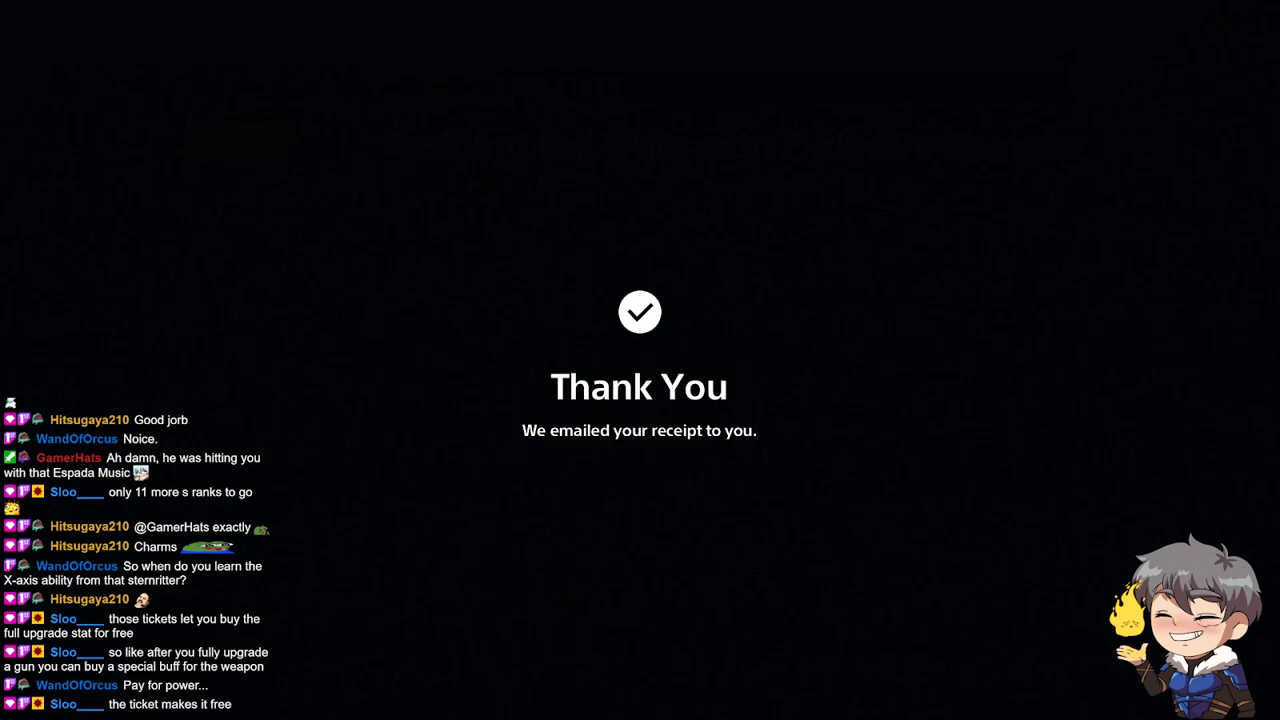 Thank You
We emailed your receipt to you.
Hitsugaya210 Good jorb
WandOfOrcus Noice.
GamerHats Ah damn, he was hitting you
with that Espada Music
Sloo____ only 11 more s ranks to go
Hitsugaya210 @GamerHats exactly
Hitsugaya210 Charms
WandOfOrcus So when do you learn the
X-axis ability from that sternritter?
Hitsugaya210
Sloo____ those tickets let you buy the
full upgrade stat for free
Sloo____ so like after you fully upgrade
a gun you can buy a special buff for the weapon
WandOfOrcus Pay for power...
Sloo____ the ticket makes it free